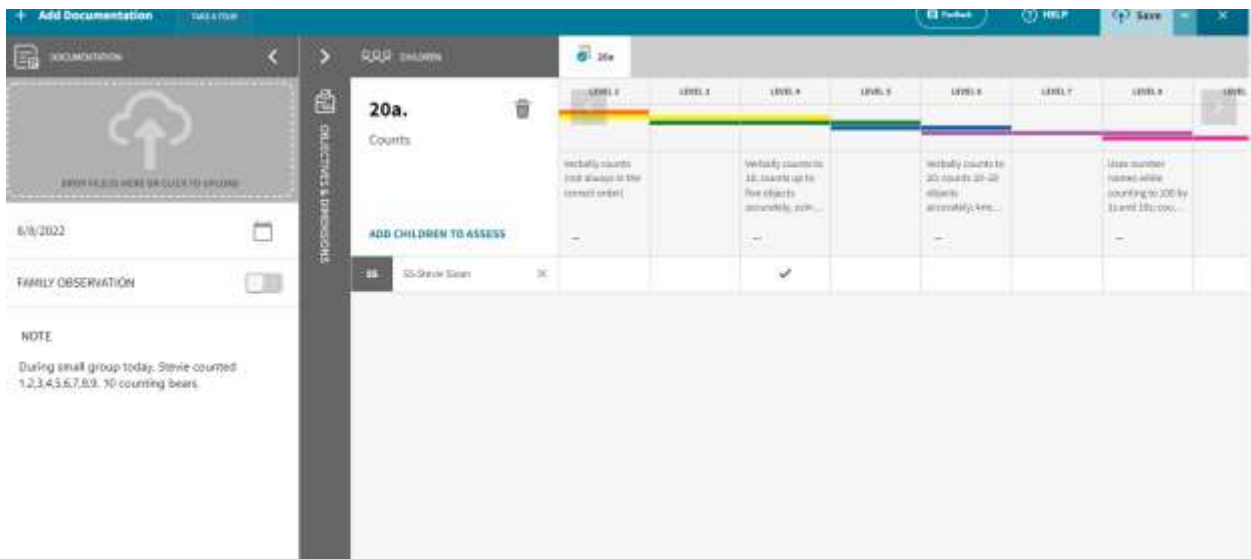 + Add Documentation
TAKE A TOUR
Feedback
HELP
Save
DOCUMENTATION
CHILDREN
20a
DROP FILES HERE OR CLICK TO UPLOAD
8/8/2022
FAMILY OBSERVATION
NOTE
During small group today. Stevie counted
1,2,3,4,5,6,7,8,9. 10 counting bears.
OBJECTIVES & DIMENSIONS
20a.
Counts
ADD CHILDREN TO ASSESS
LEVEL 2
LEVEL 3
LEVEL 4
LEVEL 5
LEVEL 6
LEVEL 7
LEVEL 8
LEVEL
Verbally counts
(not always in the
correct order)
Verbally counts to
10; counts up to
five objects
accurately, usin...
Verbally counts to
20; counts 10–20
objects
accurately;
Uses number
names while
counting to 100 by
1s and 10s; cou...
SS
SS-Stevie